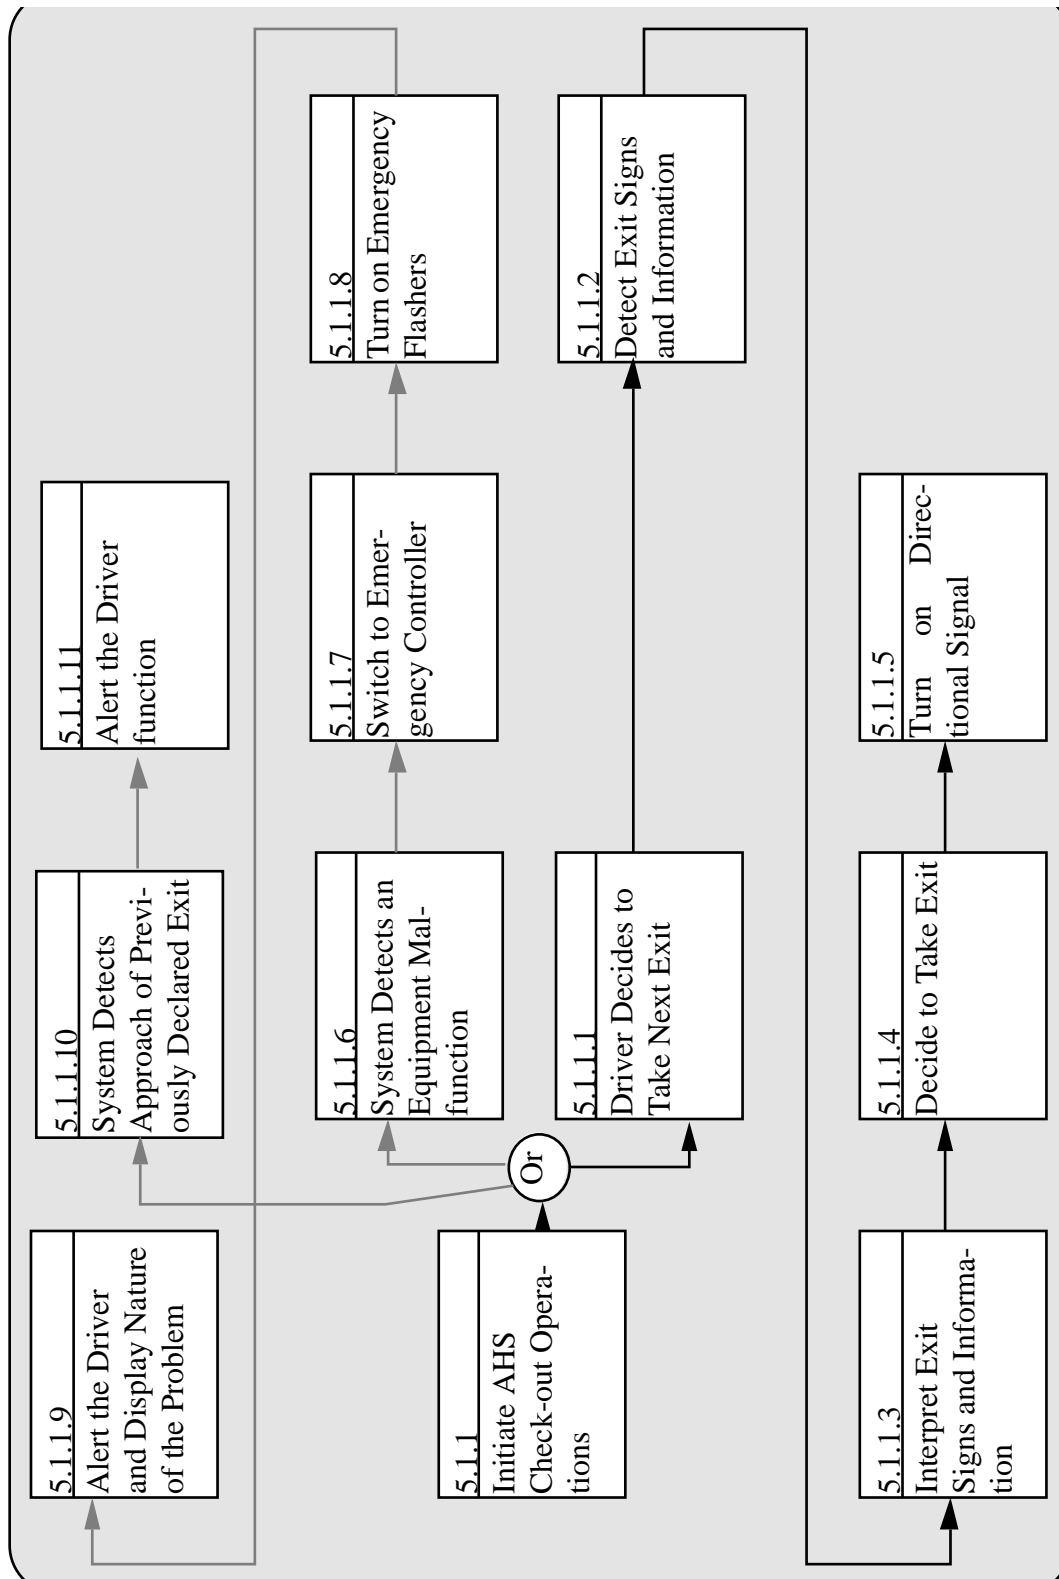 5.1.1.9
Alert the Driver
and Display Nature
of the Problem
5.1.1.10
System Detects
Approach of Previ-
ously Declared Exit
5.1.1.11
Alert the Driver
function
5.1.1.6
System Detects an
Equipment Mal-
function
5.1.1.7
Switch to Emer-
gency Controller
5.1.1.8
Turn on Emergency
Flashers
5.1.1
Initiate AHS
Check-out Opera-
tions
Or
5.1.1.1
Driver Decides to
Take Next Exit
5.1.1.2
Detect Exit Signs
and Information
5.1.1.3
Interpret Exit
Signs and Informa-
tion
5.1.1.4
Decide to Take Exit
5.1.1.5
Turn on Direc-
tional Signal